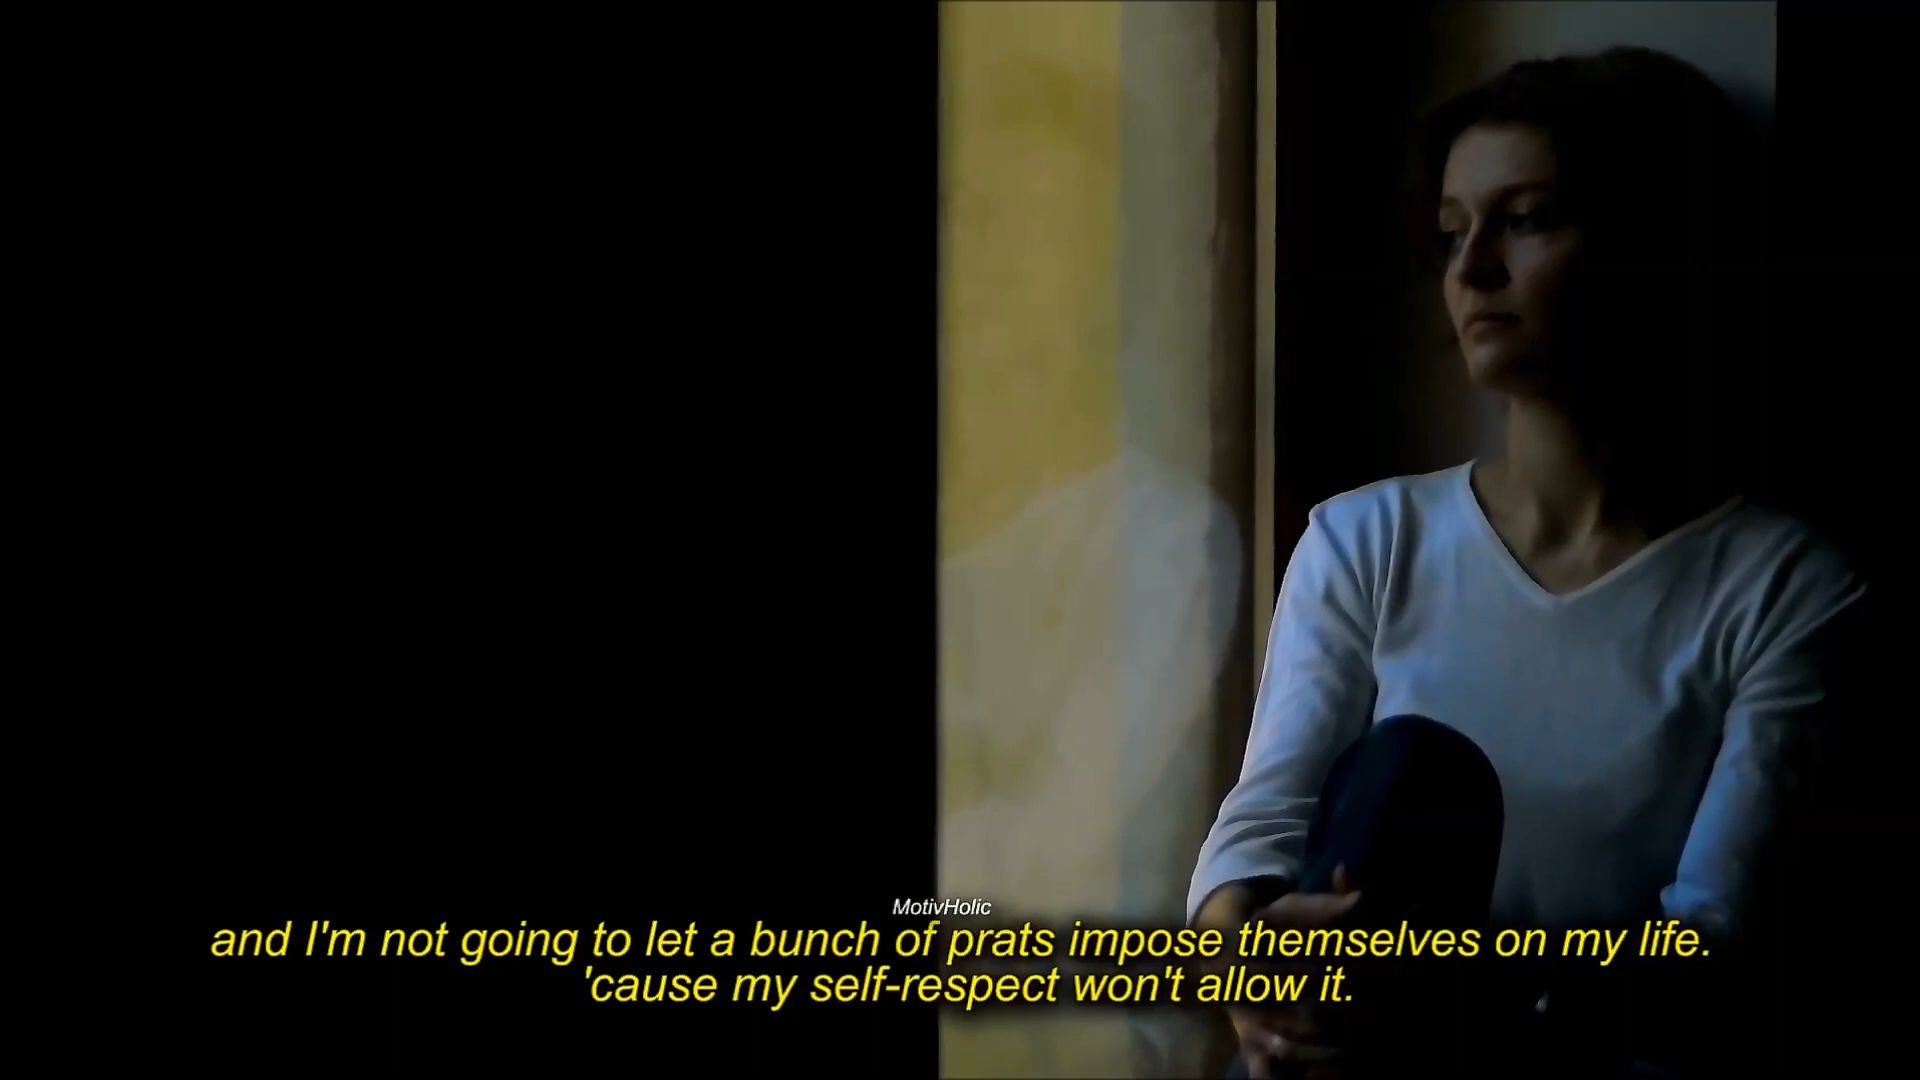 MotivHolic
and I'm not going to let a bunch of prats impose themselves on my life.
'cause my self-respect won't allow it.